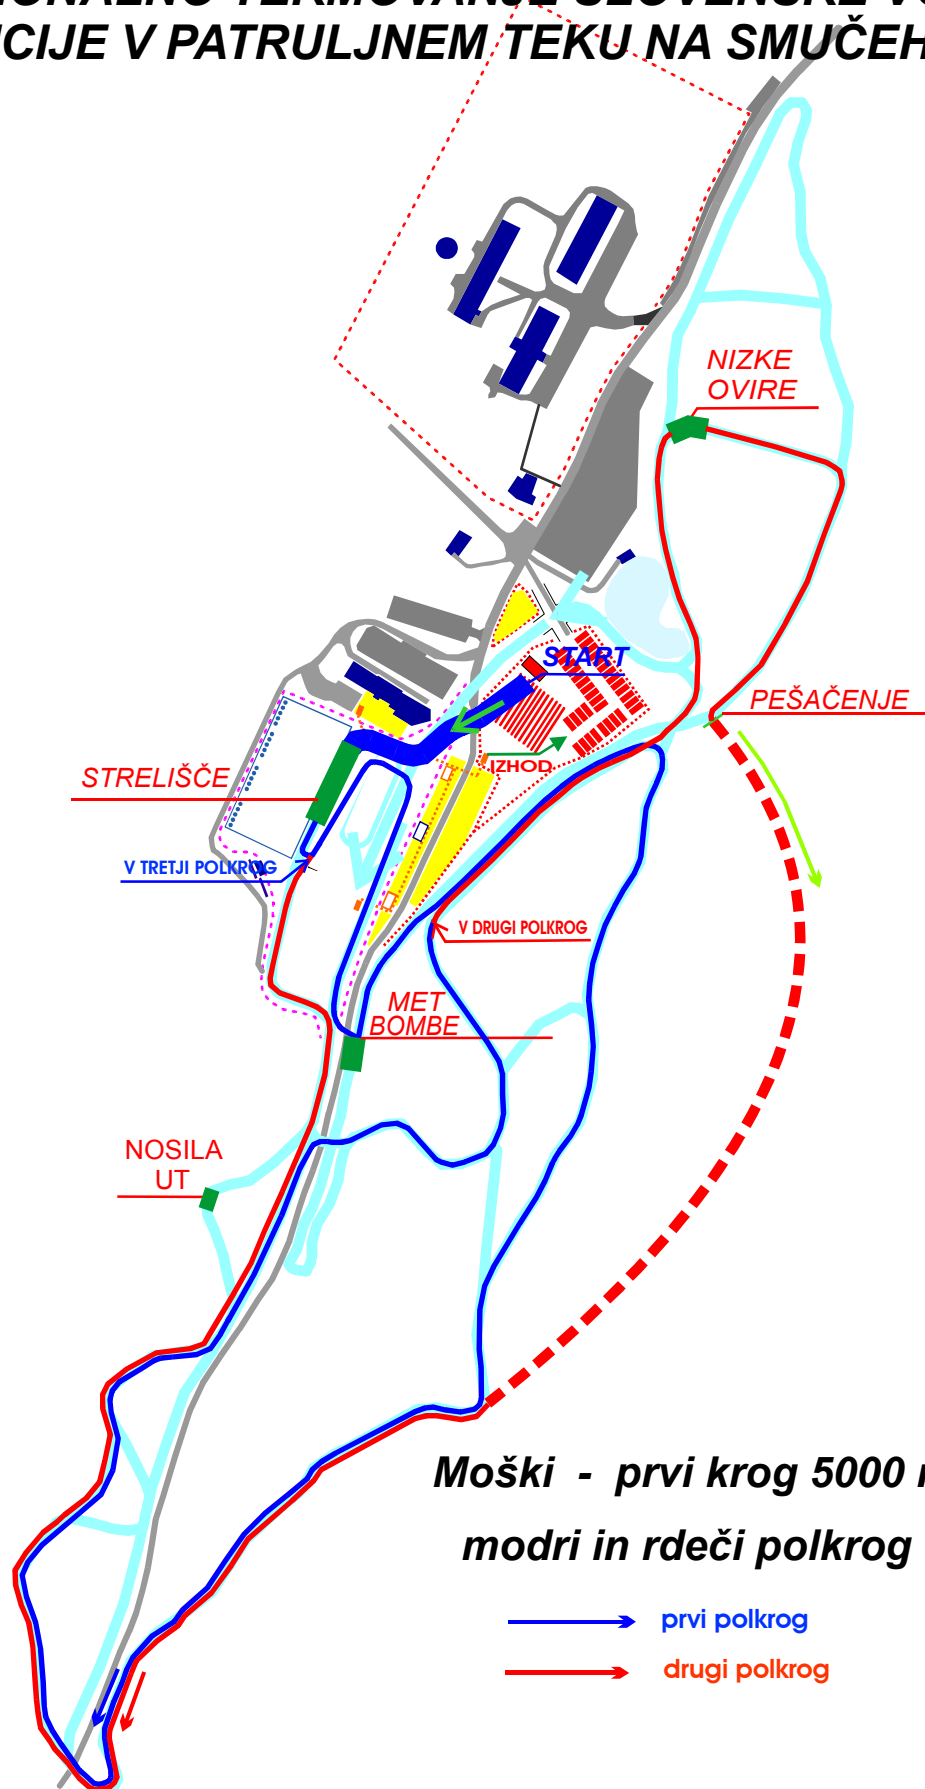 V PATRULJNEM TEKU NA SMUČEH
NIZKE
OVIRE
START
PEŠAČENJE
IZHOD
STRELIŠČE
V TRETJI POLKROG
V DRUGI POLKROG
MET
BOMBE
NOSILA
UT
Moški - prvi krog 5000
modri in rdeči polkrog
prvi polkrog
drugi polkrog